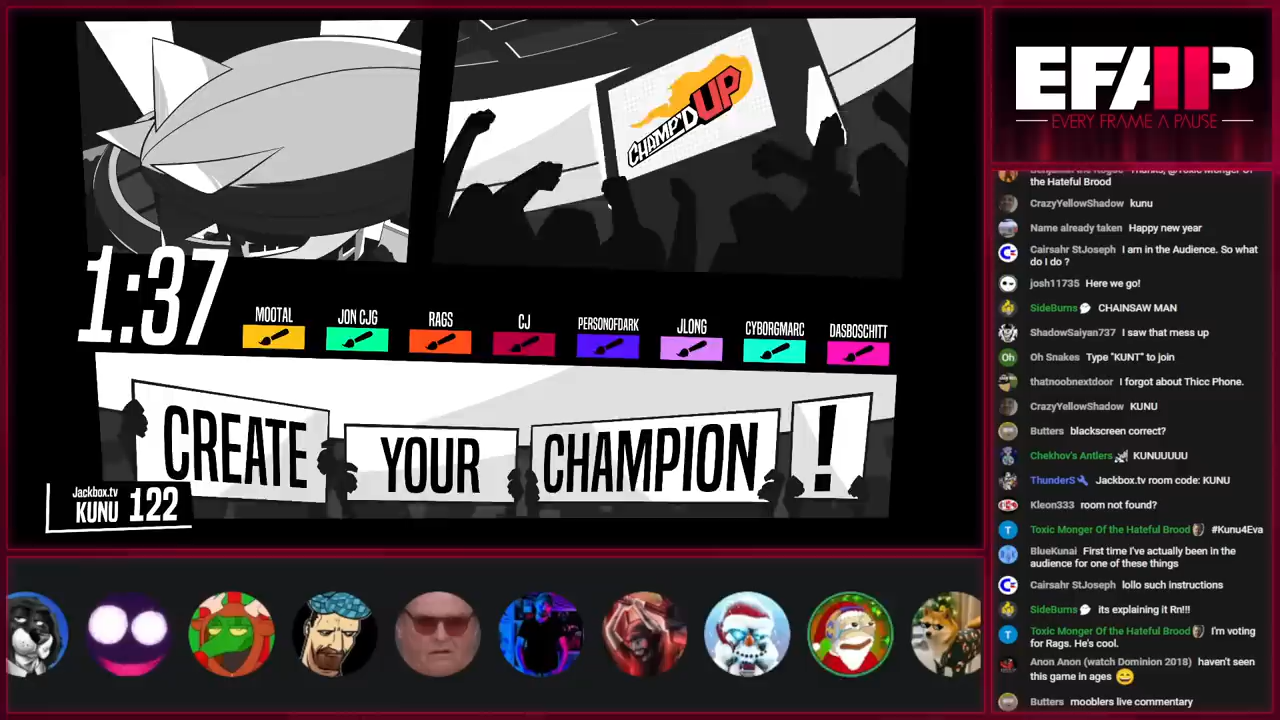 CHAMP'D UP
1:37
MOOTAL
JON CJG
RAGS
CJ
PERSONOFDARK
JLONG
CYBORGMARC
DASBOSCHITT
CREATE
YOUR
CHAMPION
!
Jackbox.tv
KUNU 122
EFAP
EVERY FRAME A PAUSE
the Hateful Brood
CrazyYellowShadow kunu
Name already taken Happy new year
Cairsahr StJoseph I am in the Audience. So what
do I do ?
josh11735 Here we go!
SideBurns CHAINSAW MAN
ShadowSaiyan737 I saw that mess up
Oh
Oh Snakes Type "KUNT" to join
thatnoobnextdoor I forgot about Thicc Phone.
CrazyYellowShadow KUNU
Butters blackscreen correct?
Chekhov's Antlers KUNUUUUU
ThunderS Jackbox.tv room code: KUNU
Kleon333 room not found?
T
Toxic Monger Of the Hateful Brood #Kunu4Eva
BlueKunai First time I've actually been in the
audience for one of these things
Cairsahr StJoseph lollo such instructions
SideBurns its explaining it Rn!!!
T
Toxic Monger Of the Hateful Brood I'm voting
for Rags. He's cool.
Anon Anon (watch Dominion 2018) haven't seen
this game in ages 😄
Butters mooblers live commentary